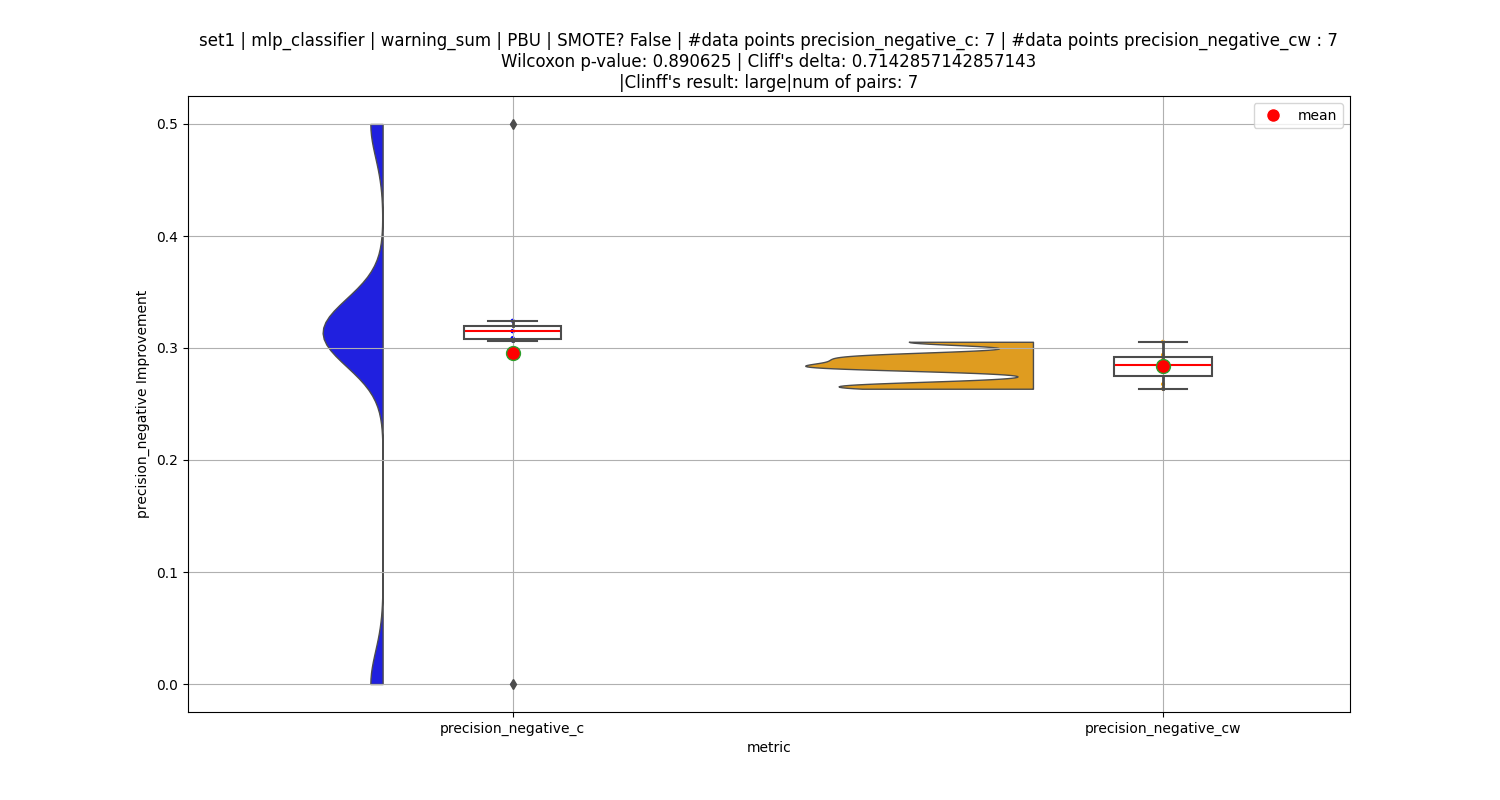 set1 | mlp_classifier | warning_sum | PBU | SMOTE? False | #data points precision_negative_c: 7 | #data points precision_negative_cw : 7
Wilcoxon p-value: 0.890625 | Cliff's delta: 0.7142857142857143
|Clinff's result: large|num of pairs: 7
mean
0.5
0.4
0.3
0.2
0.1
0.0
precision_negative Improvement
precision_negative_c
precision_negative_cw
metric